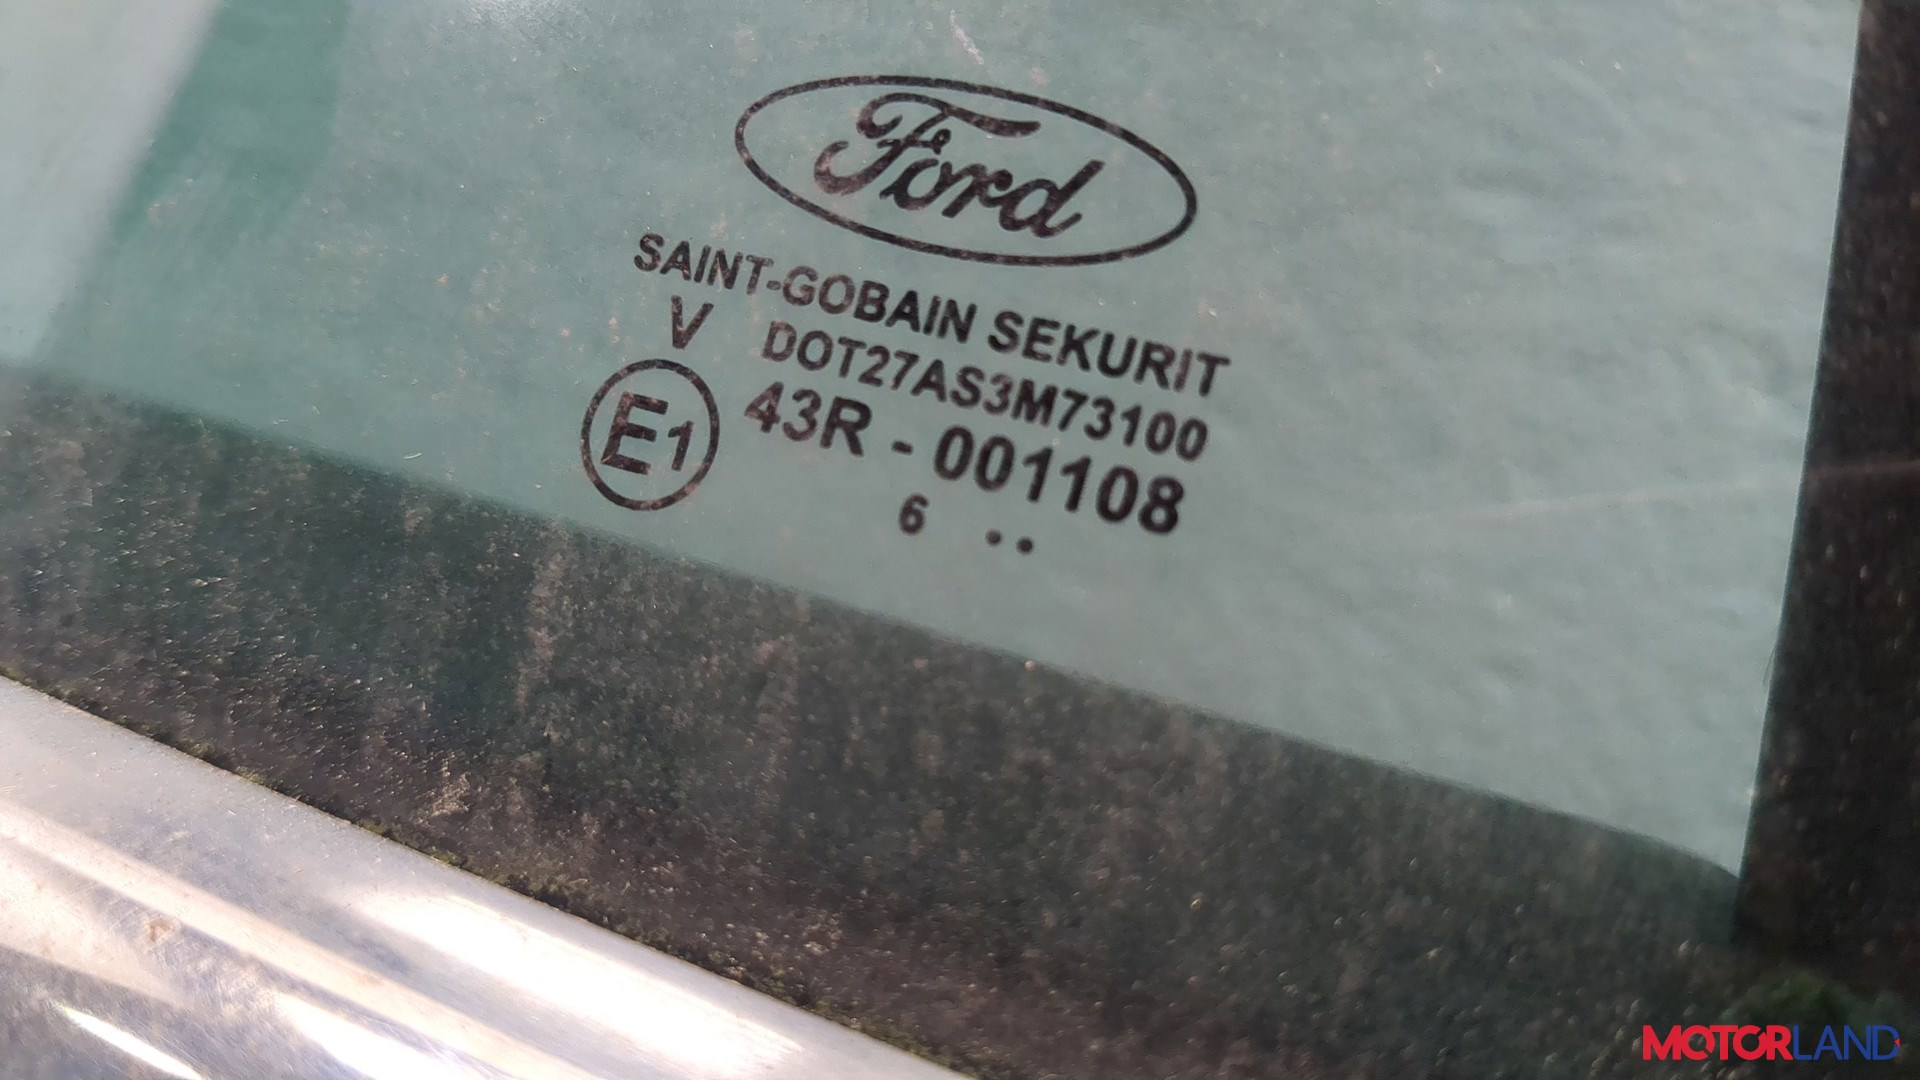 Ford
SAINT-GOBAIN SEKURIT
V DOT27AS3M73100
E1 43R - 001108
6 ..
MOTORLAND